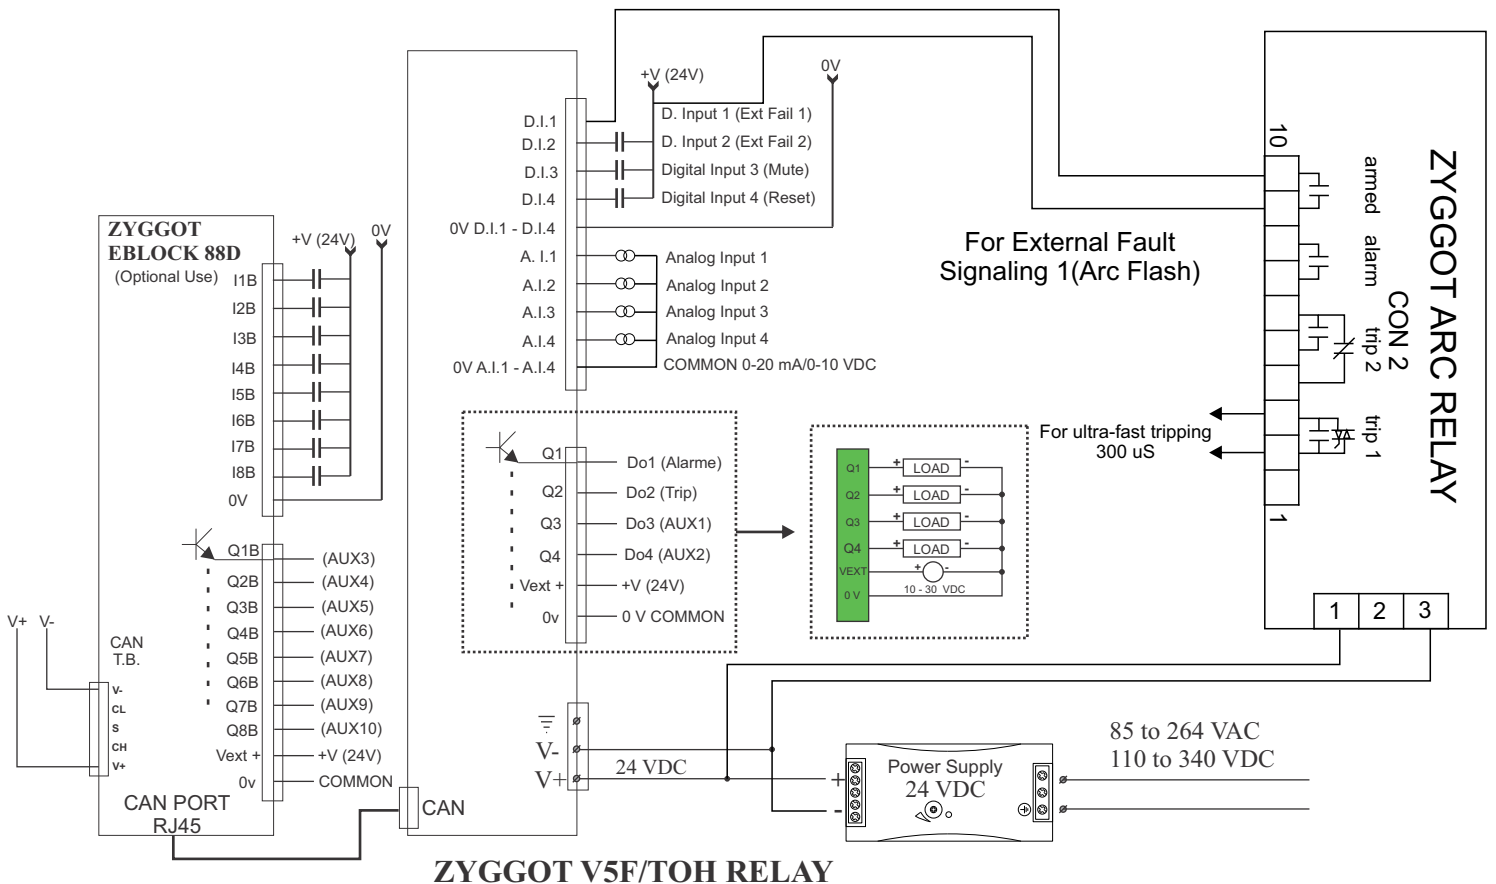 ZYGGOT
EBLOCK 88D
(Optional Use)
+V (24V)
0V
I1B
I2B
I3B
I4B
I5B
I6B
I7B
I8B
0V
Q1B
(AUX3)
Q2B
(AUX4)
Q3B
(AUX5)
Q4B
(AUX6)
Q5B
(AUX7)
Q6B
(AUX8)
Q7B
(AUX9)
Q8B
(AUX10)
Vext +
+V (24V)
0v
COMMON
V+
V-
CAN
T.B.
V-
CL
S
CH
V+
CAN PORT
RJ45
CAN
+V (24V)
0V
D.I.1
D. Input 1 (Ext Fail 1)
D.I.2
D. Input 2 (Ext Fail 2)
D.I.3
Digital Input 3 (Mute)
D.I.4
Digital Input 4 (Reset)
0V D.I.1 - D.I.4
A. I.1
Analog Input 1
A.I.2
Analog Input 2
A.I.3
Analog Input 3
A.I.4
Analog Input 4
0V A.I.1 - A.I.4
COMMON 0-20 mA/0-10 VDC
Q1
Do1 (Alarme)
Q2
Do2 (Trip)
Q3
Do3 (AUX1)
Q4
Do4 (AUX2)
Vext +
+V (24V)
0v
0 V COMMON
Q1
+
LOAD
-
Q2
+
LOAD
-
Q3
+
LOAD
-
Q4
+
LOAD
-
VEXT
+
-
10 - 30 VDC
0 V
V-
V+
24 VDC
+
-
Power Supply
24 VDC
85 to 264 VAC
110 to 340 VDC
For External Fault
Signaling 1(Arc Flash)
For ultra-fast tripping
300 uS
10
armed
alarm
trip 2
trip 1
1
CON 2
ZYGGOT ARC RELAY
1
2
3
ZYGGOT V5F/TOH RELAY